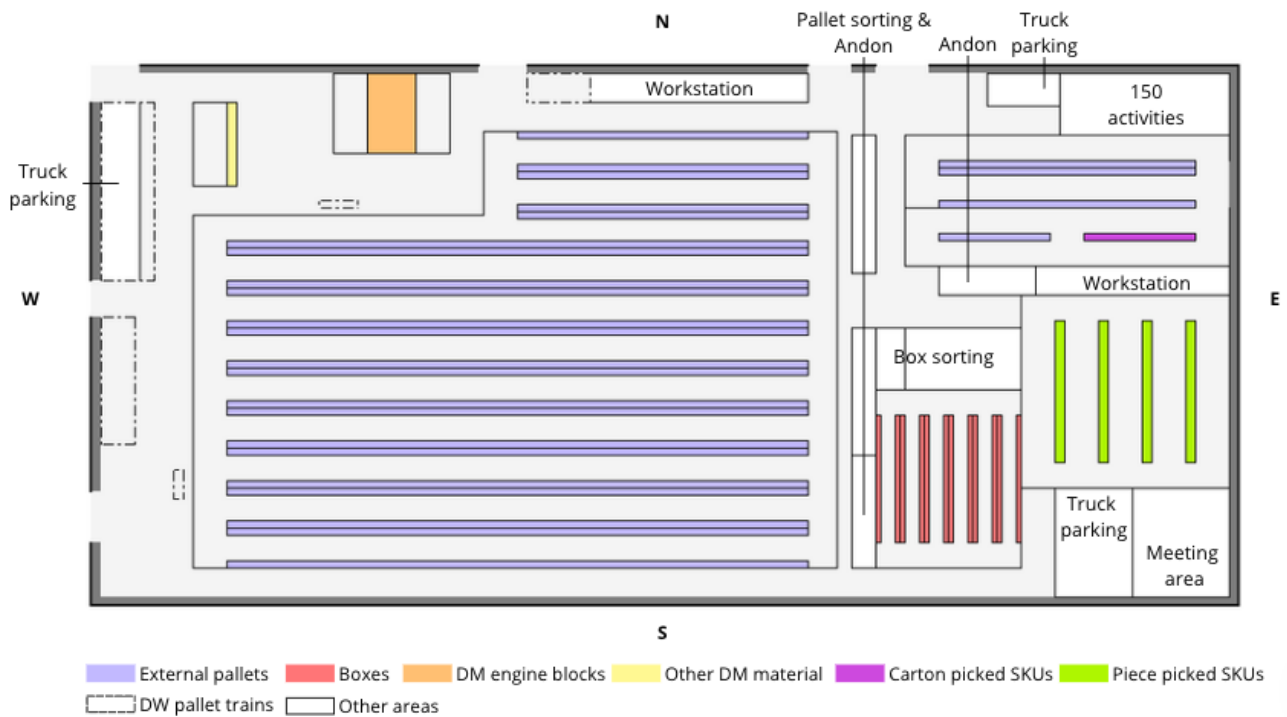 N
Pallet sorting &
Andon
Andon
Truck
parking
Workstation
150
activities
Truck
parking
W
Workstation
E
Box sorting
Truck
parking
Meeting
area
S
External pallets
Boxes
DM engine blocks
Other DM material
Carton picked SKUs
Piece picked SKUs
DW pallet trains
Other areas